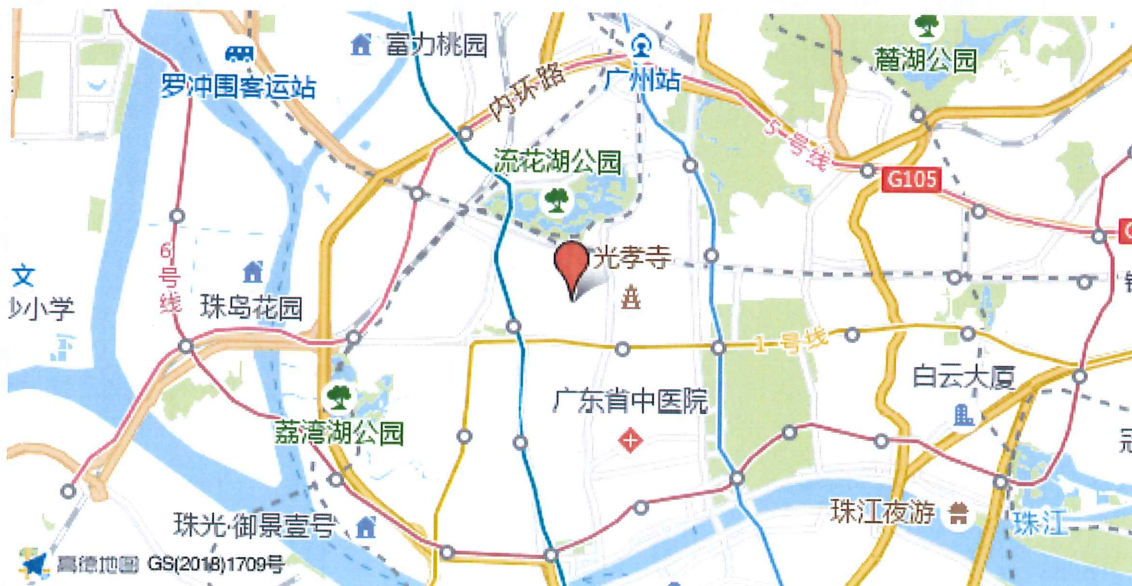 富力桃园
麓湖公园
罗冲围客运站
内环路
广州站
5号线
流花湖公园
G105
6号线
文
光孝寺
少小学
珠岛花园
1号线
白云大厦
广东省中医院
荔湾湖公园
冠
珠光·御景壹号
珠江夜游
珠江
高德地图 GS(2018)1709号